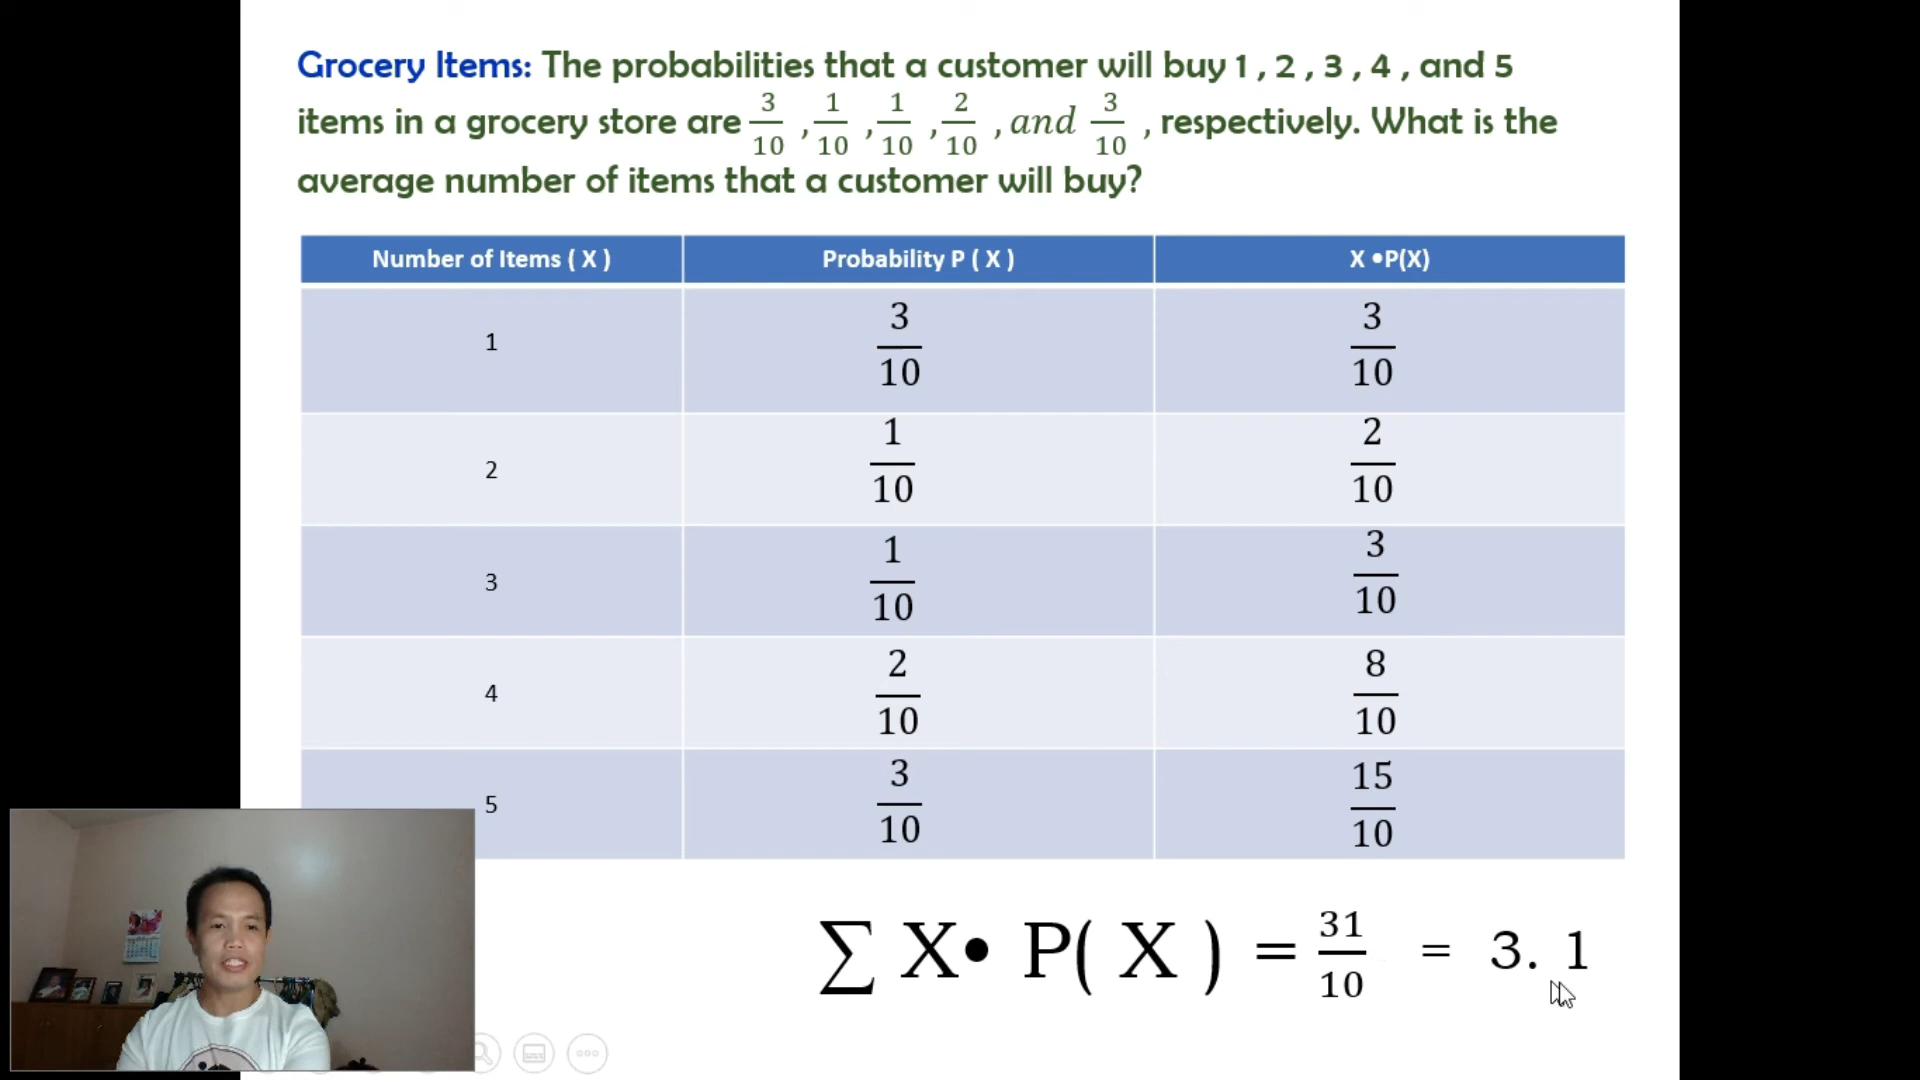 Grocery Items: The probabilities that a customer will buy 1 , 2 , 3 , 4 , and 5
items in a grocery store are 3/10 , 1/10 , 1/10 , 2/10 , and 3/10 , respectively. What is the
average number of items that a customer will buy?
Number of Items ( X ) Probability P ( X ) X •P(X)
1 3/10 3/10
2 1/10 2/10
3 1/10 3/10
4 2/10 8/10
5 3/10 15/10
∑ X• P( X ) = 31/10 = 3. 1